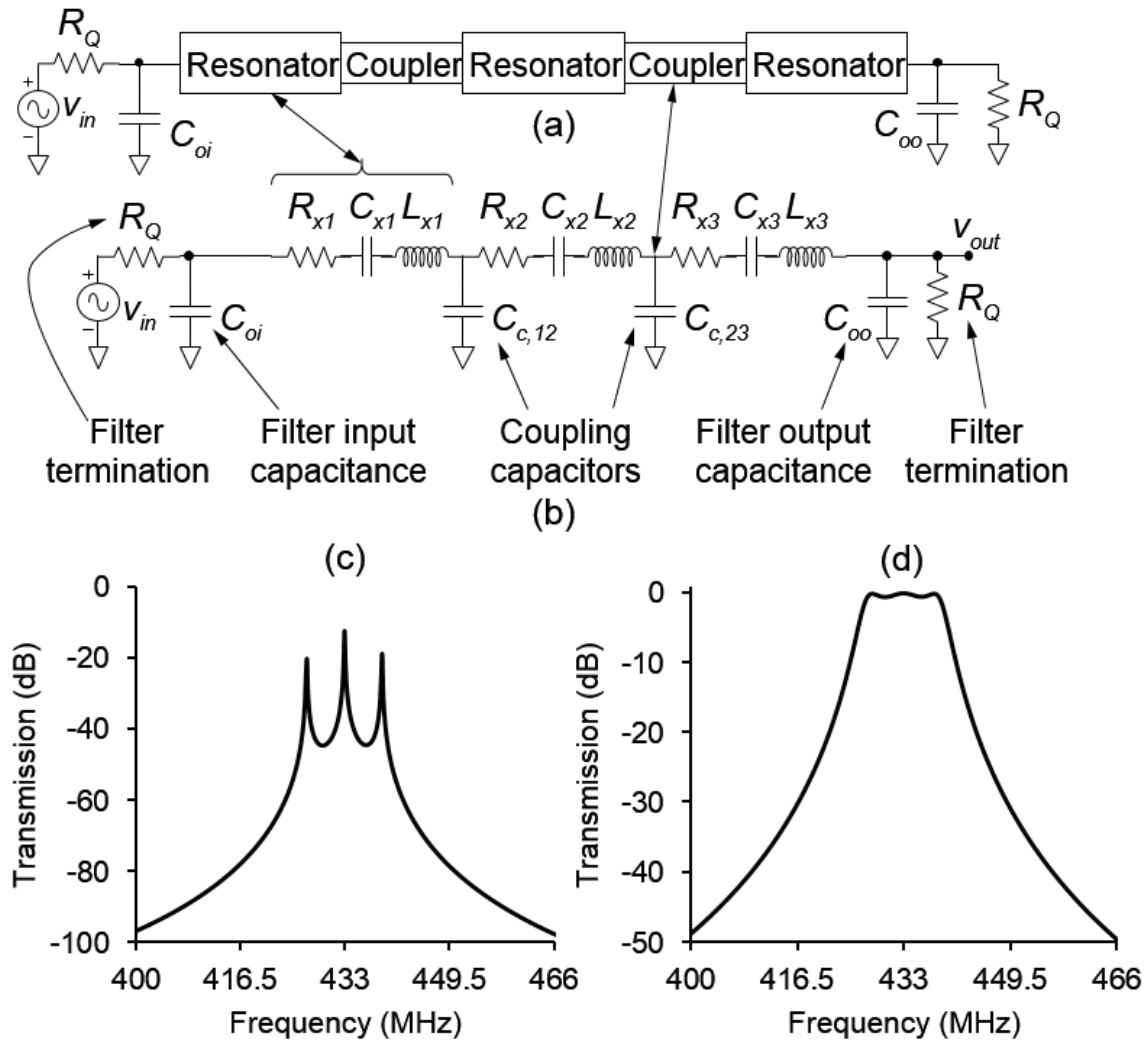 R_Q
Resonator Coupler Resonator Coupler Resonator
+
v_in
−
C_oi
(a)
C_oo
R_Q
R_x1 C_x1 L_x1 R_x2 C_x2 L_x2 R_x3 C_x3 L_x3
R_Q
v_out
+
v_in
−
C_oi
C_c,12
C_c,23
C_oo
R_Q
Filter termination
Filter input capacitance
Coupling capacitors
Filter output capacitance
Filter termination
(b)
(c)
Transmission (dB)
0
-20
-40
-60
-80
-100
400 416.5 433 449.5 466
Frequency (MHz)
(d)
Transmission (dB)
0
-10
-20
-30
-40
-50
400 416.5 433 449.5 466
Frequency (MHz)